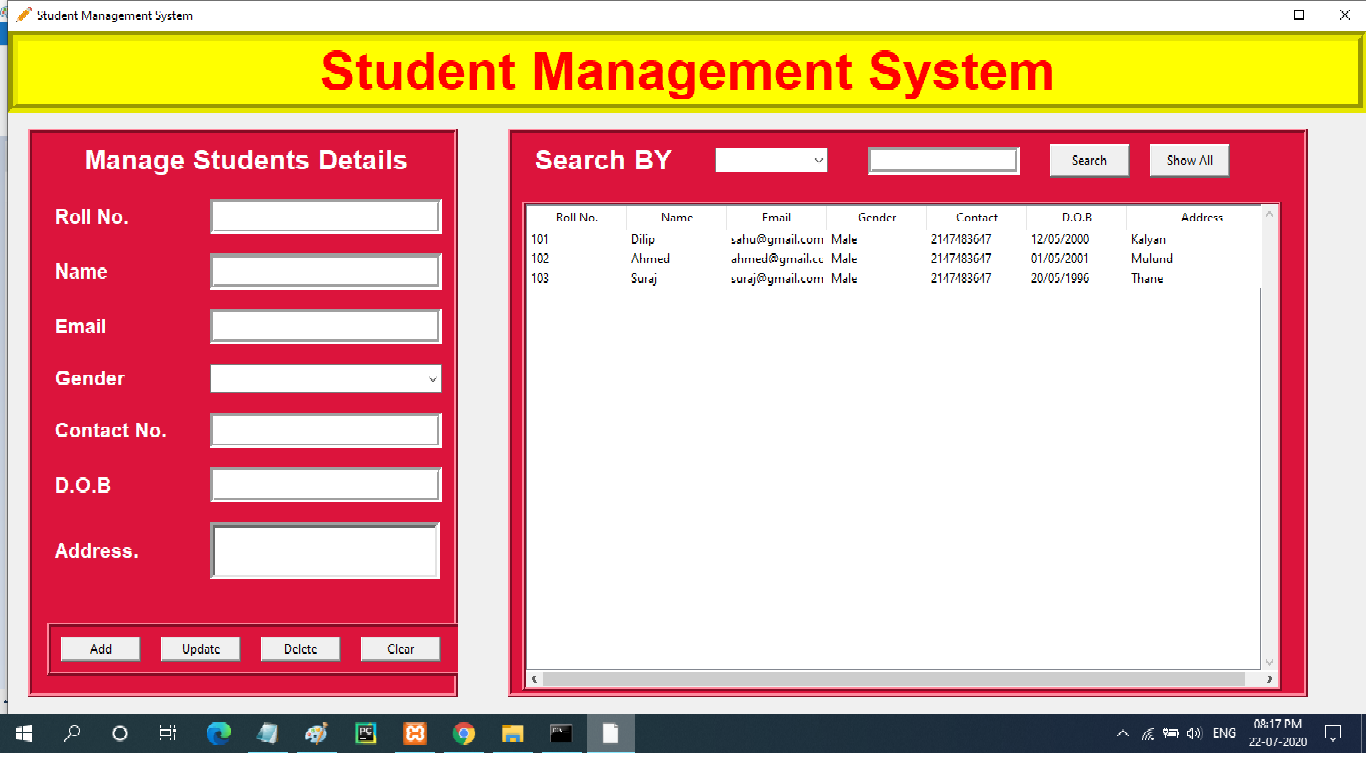 Student Management System
Student Management System
Manage Students Details
Roll No.
Name
Email
Gender
Contact No.
D.O.B
Address.
Add Update Delete Clear
Search BY Search Show All
Roll No. Name Email Gender Contact D.O.B Address
101 Dilip sahu@gmail.com Male 2147483647 12/05/2000 Kalyan
102 Ahmed ahmed@gmail.cc Male 2147483647 01/05/2001 Mulund
103 Suraj suraj@gmail.com Male 2147483647 20/05/1996 Thane
PC
ENG
08:17 PM
22-07-2020